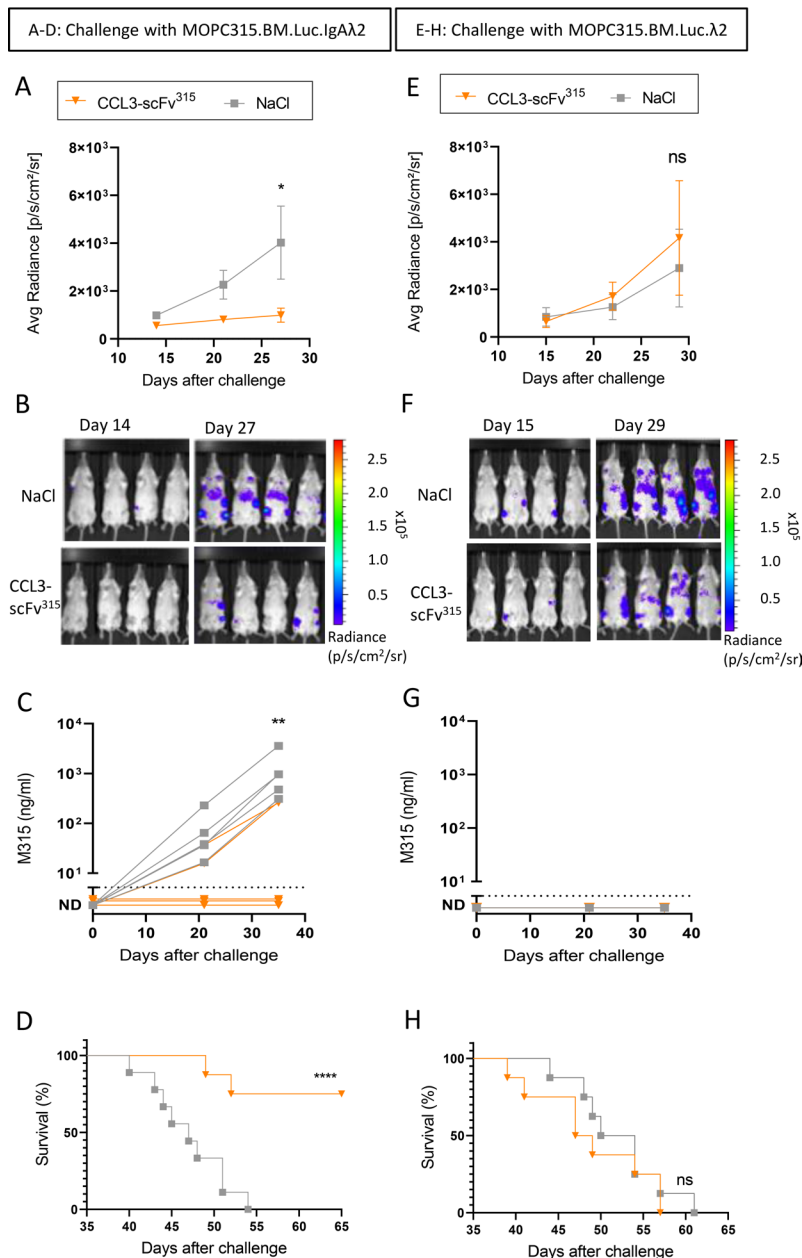 A-D: Challenge with MOPC315.BM.Luc.IgAλ2
E-H: Challenge with MOPC315.BM.Luc.λ2
A
CCL3-scFv³¹⁵ NaCl
Avg Radiance [p/s/cm²/sr]
8×10³
6×10³
4×10³
2×10³
0
*
10 15 20 25 30
Days after challenge
E
CCL3-scFv³¹⁵ NaCl
Avg Radiance [p/s/cm²/sr]
8×10³
6×10³
4×10³
2×10³
0
ns
10 15 20 25 30
Days after challenge
B
Day 14 Day 27
NaCl
CCL3-
scFv³¹⁵
2.5
2.0
1.5
1.0
0.5
x10⁵
Radiance
(p/s/cm²/sr)
F
Day 15 Day 29
NaCl
CCL3-
scFv³¹⁵
2.5
2.0
1.5
1.0
0.5
x10⁵
Radiance
(p/s/cm²/sr)
C
M315 (ng/ml)
10⁴
10³
10²
10¹
ND
**
0 10 20 30 40
Days after challenge
G
M315 (ng/ml)
10⁴
10³
10²
10¹
ND
0 10 20 30 40
Days after challenge
D
Survival (%)
100
50
0
****
35 40 45 50 55 60 65
Days after challenge
H
Survival (%)
100
50
0
ns
35 40 45 50 55 60 65
Days after challenge